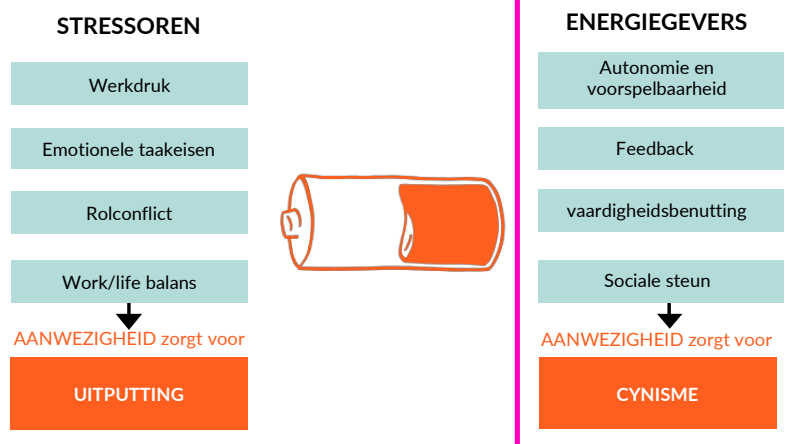 STRESSOREN
Werkdruk
Emotionele taakeisen
Rolconflict
Work/life balans
AANWEZIGHEID zorgt voor
UITPUTTING
ENERGIEGEVERS
Autonomie en
voorspelbaarheid
Feedback
vaardigheidsbenutting
Sociale steun
AANWEZIGHEID zorgt voor
CYNISME